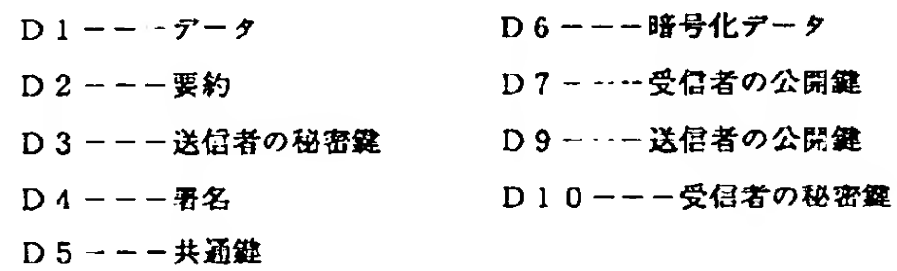 D1---データ
D2---要約
D3---送信者の秘密鍵
D4---署名
D5---共通鍵
D6---暗号化データ
D7---受信者の公開鍵
D9---送信者の公開鍵
D10---受信者の秘密鍵